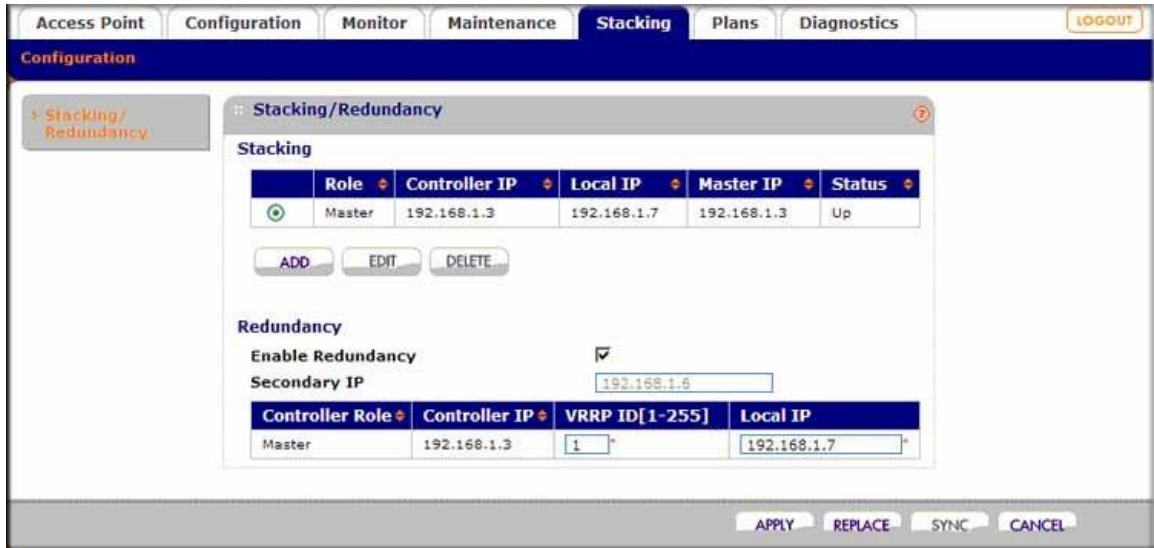 Access Point Configuration Monitor Maintenance Stacking Plans Diagnostics LOGOUT
Configuration
Stacking/
Redundancy
Stacking/Redundancy
Stacking
Role Controller IP Local IP Master IP Status
Master 192.168.1.3 192.168.1.7 192.168.1.3 Up
ADD EDIT DELETE
Redundancy
Enable Redundancy
Secondary IP 192.168.1.6
Controller Role Controller IP VRRP ID[1-255] Local IP
Master 192.168.1.3 1 * 192.168.1.7 *
APPLY REPLACE SYNC CANCEL